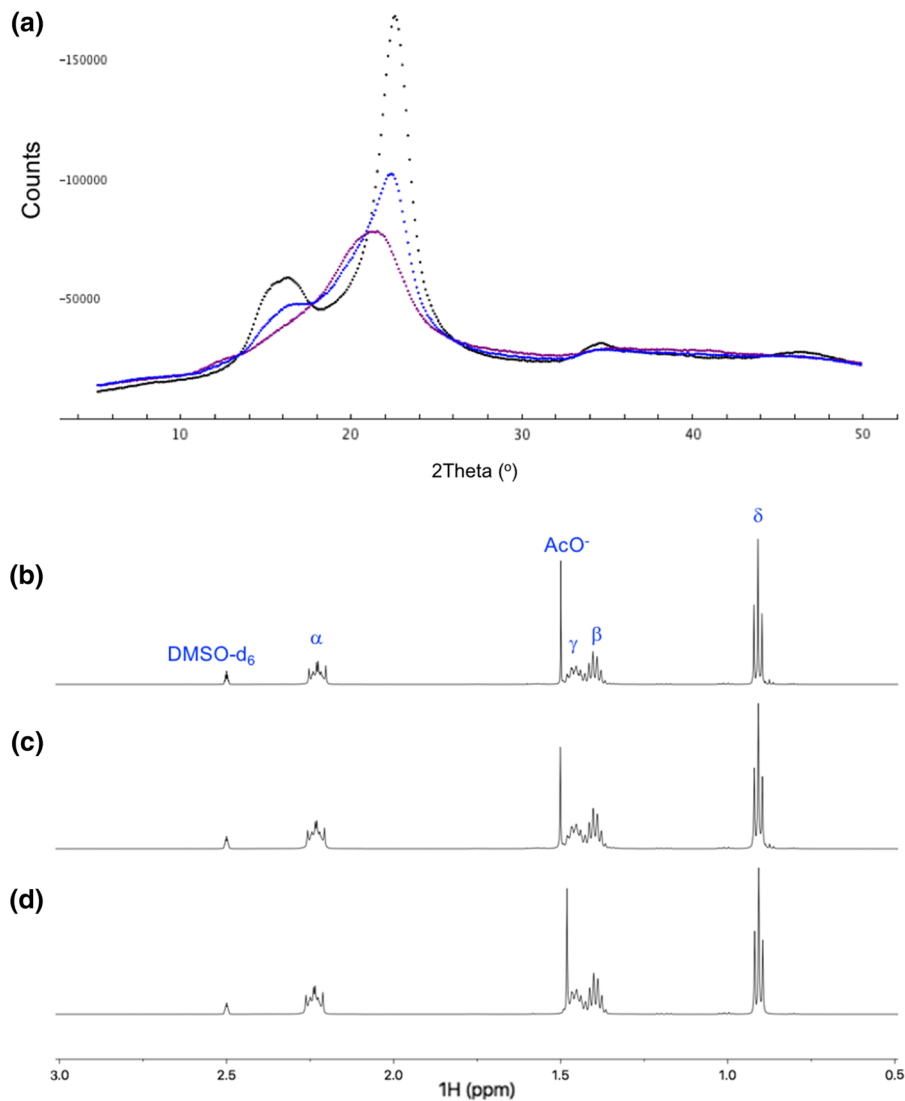 (a)
-150000
-100000
-50000
Counts
10 20 30 40 50
2Theta (º)
(b)
DMSO-d6
α
AcO-
γ
β
δ
(c)
(d)
3.0 2.5 2.0 1.5 1.0 0.5
1H (ppm)